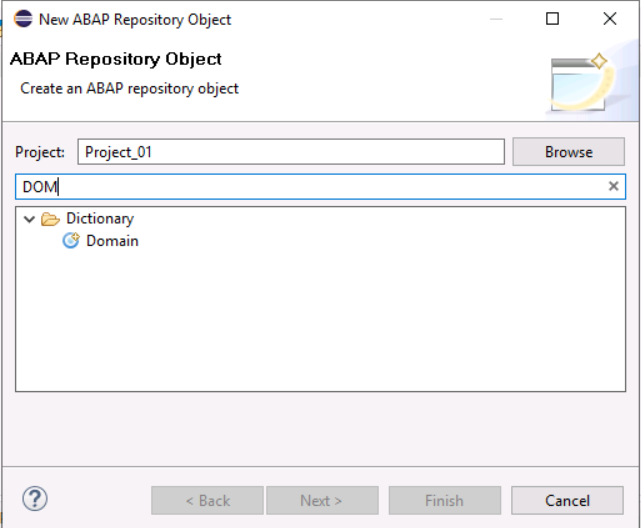 New ABAP Repository Object
ABAP Repository Object
Create an ABAP repository object
Project: Project_01 Browse
DOM
Dictionary
Domain
< Back Next > Finish Cancel